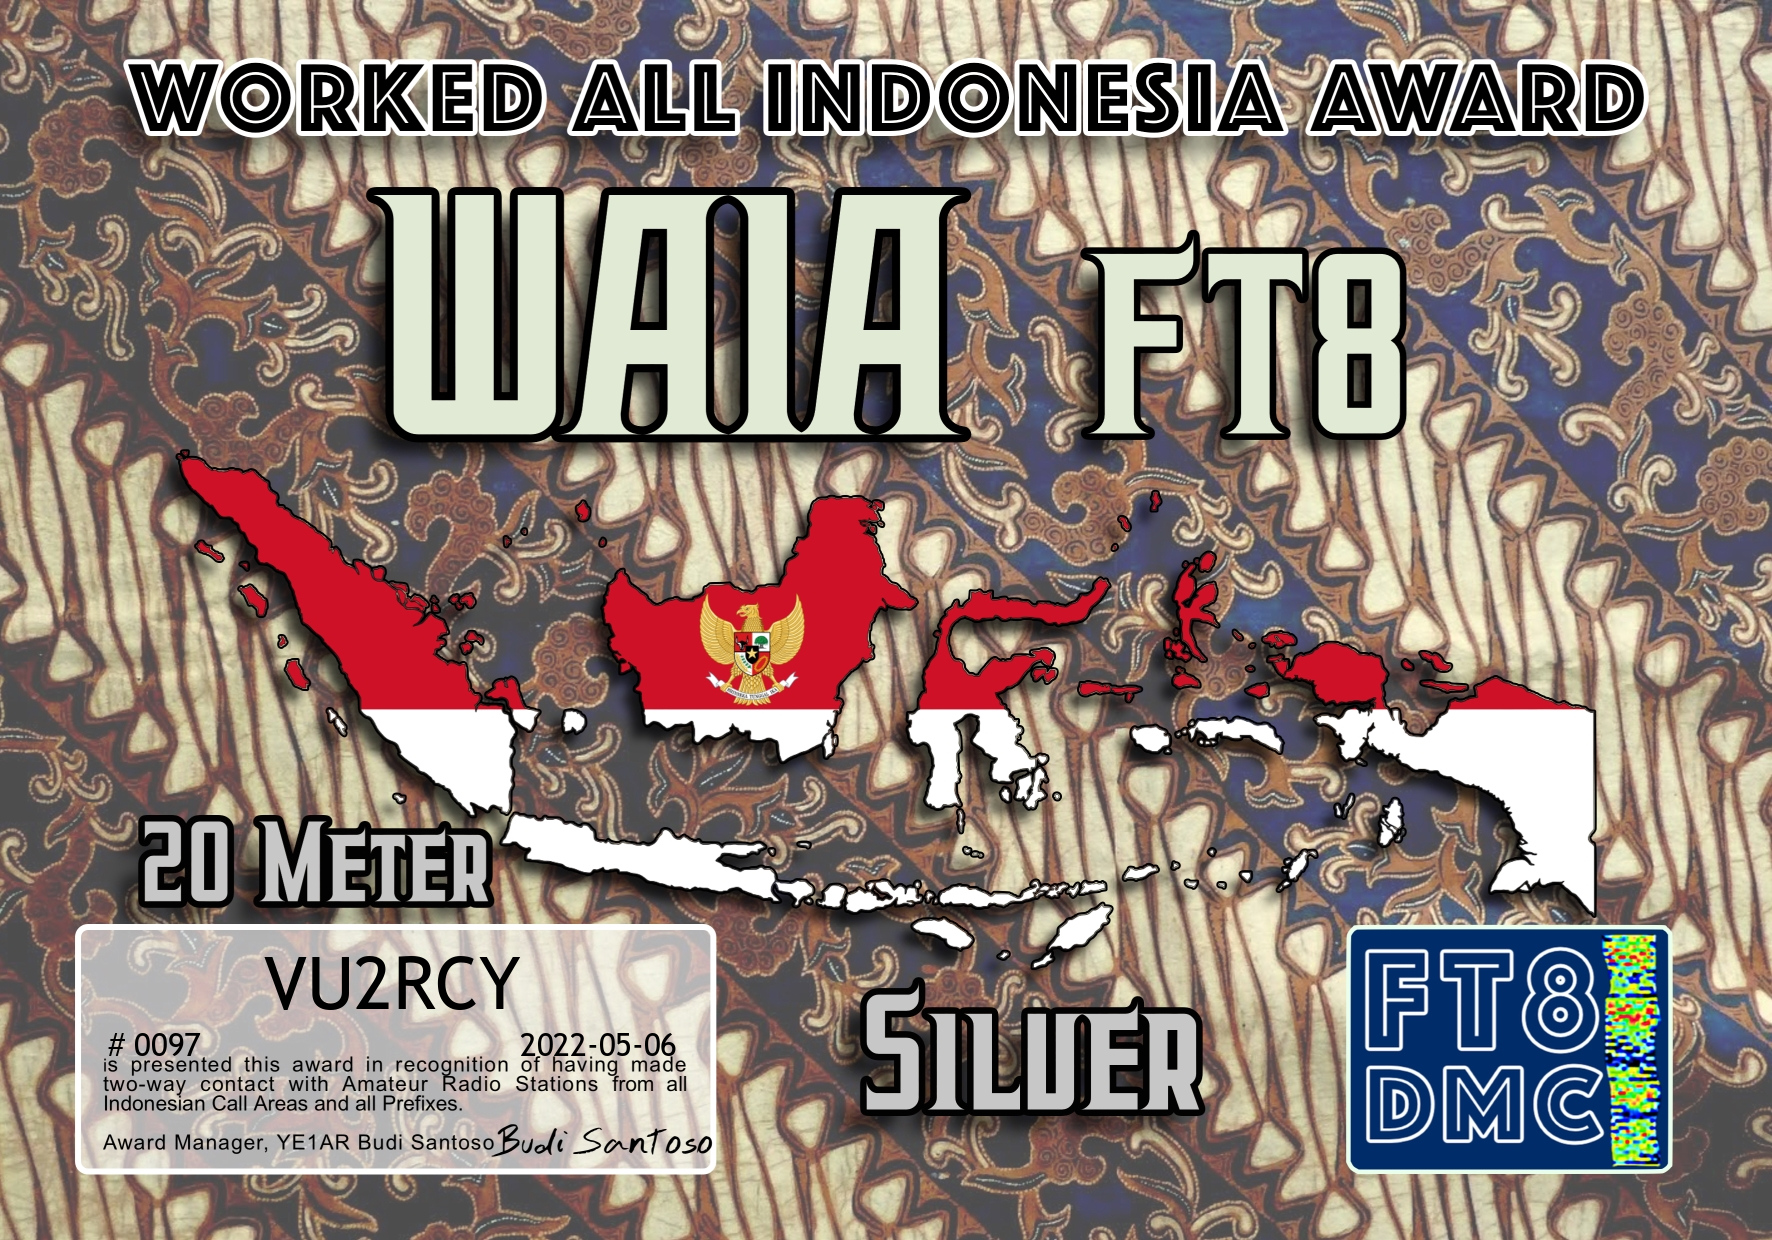 WORKED ALL INDONESIA AWARD
WAIA FT8
20 METER
VU2RCY
# 0097 2022-05-06
is presented this award in recognition of having made
two-way contact with Amateur Radio Stations from all
Indonesian Call Areas and all Prefixes.
Award Manager, YE1AR Budi Santoso Budi Santoso
SILVER
FT8
DMC